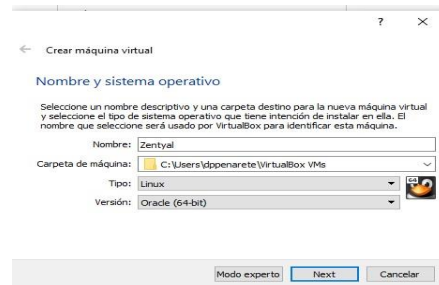 ?
Crear máquina virtual
Nombre y sistema operativo
Seleccione un nombre descriptivo y una carpeta destino para la nueva máquina virtual
y seleccione el tipo de sistema operativo que tiene intención de instalar en ella. El
nombre que seleccione será usado por VirtualBox para identificar esta máquina.
Nombre: Zentyal
Carpeta de máquina: C:\Users\dppenarete\VirtualBox VMs
Tipo: Linux
64
Versión: Oracle (64-bit)
Modo experto Next Cancelar